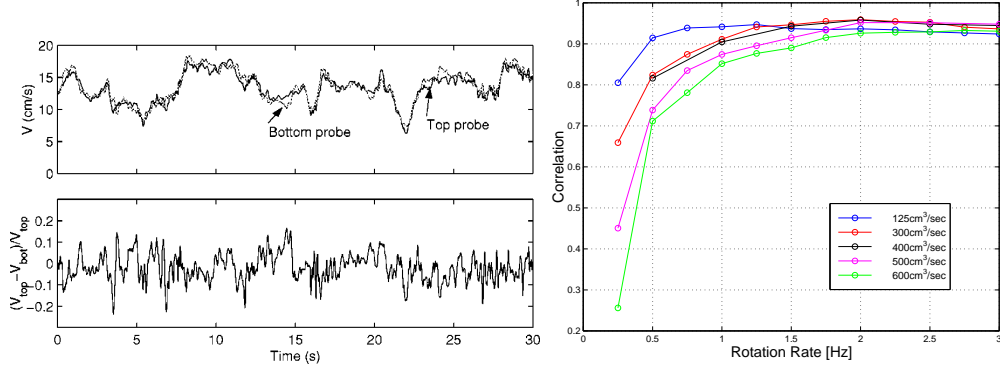 20
15
10
5
0
V (cm/s)
Bottom probe
Top probe
0.2
0.1
0
−0.1
−0.2
(V_top−V_bot)/V_top
0 5 10 15 20 25 30
Time (s)
1
0.9
0.8
0.7
0.6
0.5
0.4
0.3
0.2
Correlation
125cm³/sec
300cm³/sec
400cm³/sec
500cm³/sec
600cm³/sec
0 0.5 1 1.5 2 2.5 3
Rotation Rate [Hz]